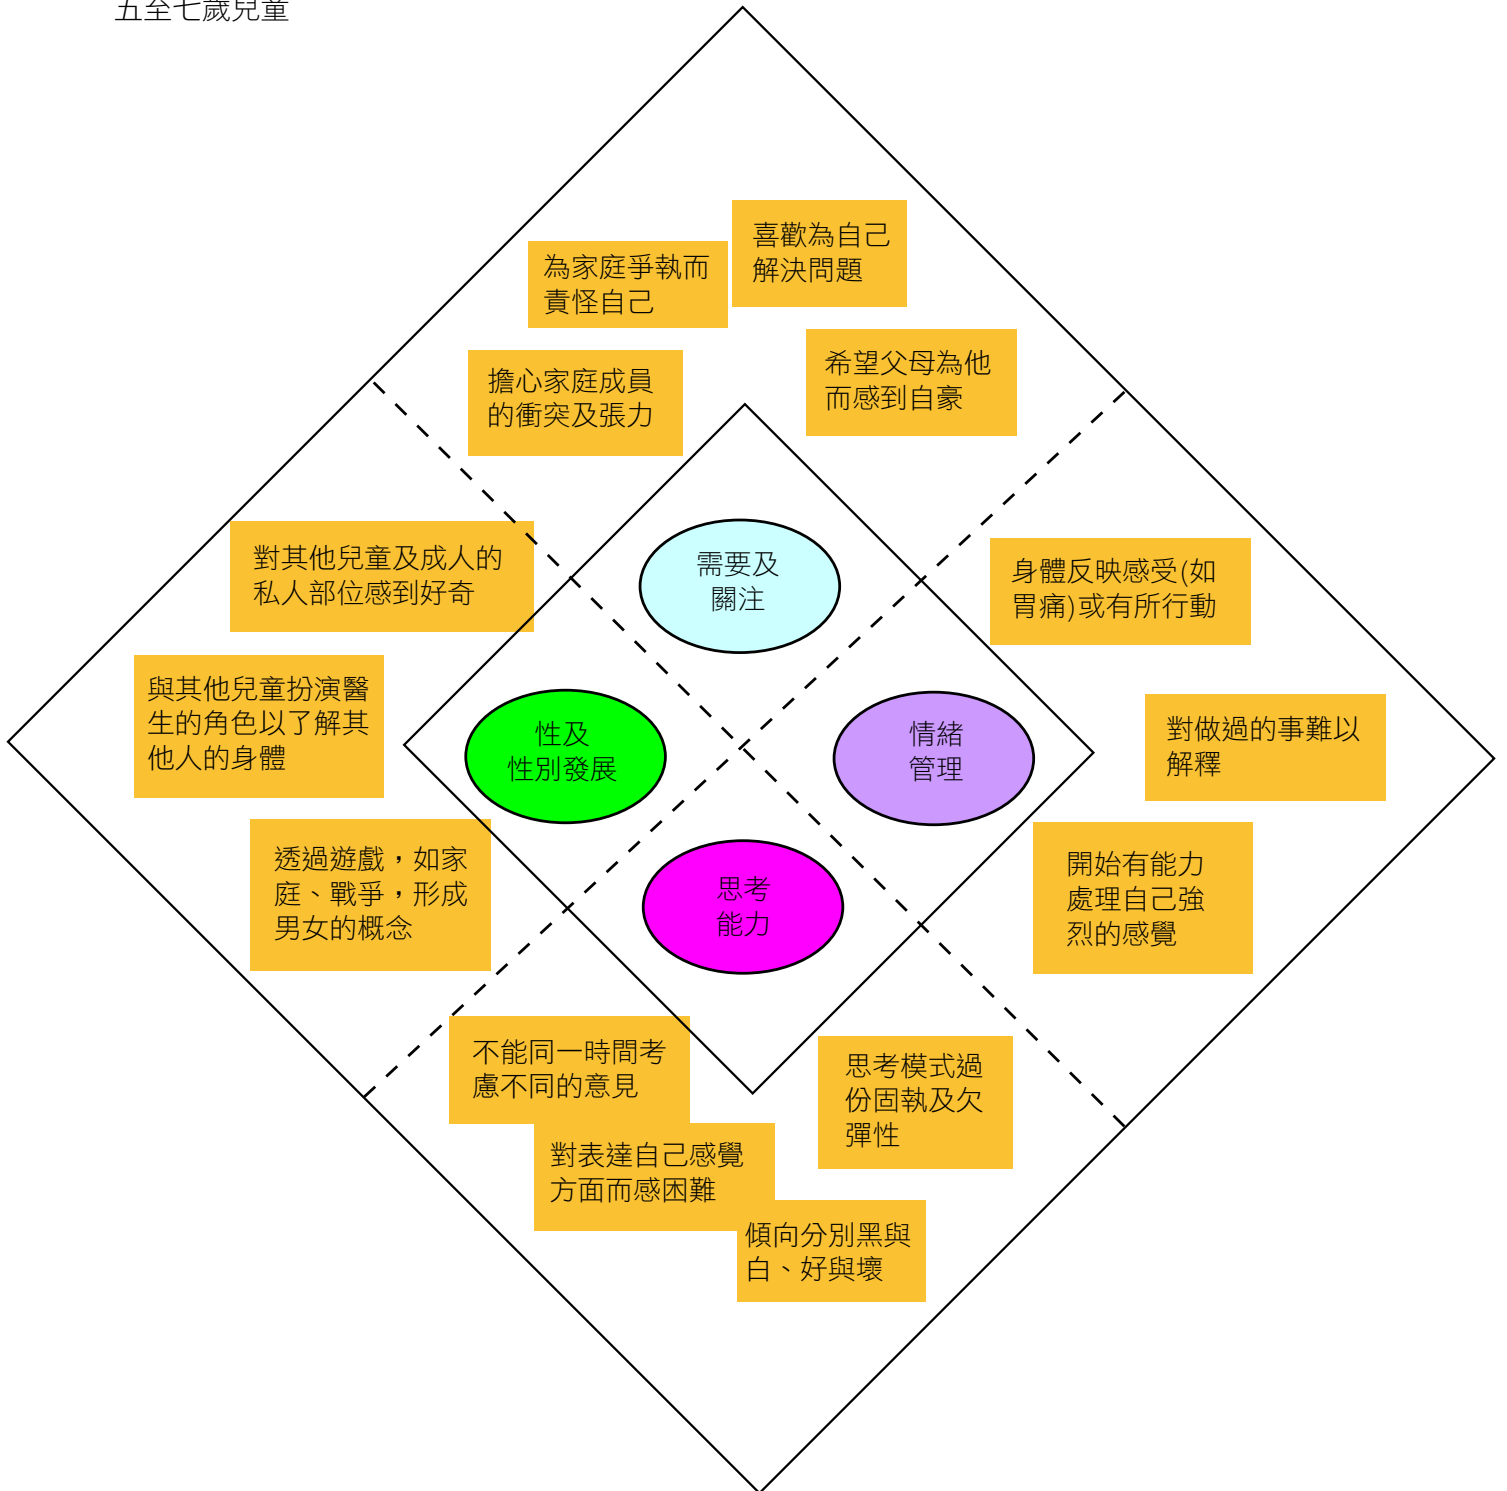 五至七歲兒童
喜歡為自己
解決問題
為家庭爭執而
責怪自己
希望父母為他
而感到自豪
擔心家庭成員
的衝突及張力
對其他兒童及成人的
私人部位感到好奇
需要及
關注
身體反映感受(如
胃痛)或有所行動
與其他兒童扮演醫
生的角色以了解其
他人的身體
性及
性別發展
情緒
管理
對做過的事難以
解釋
透過遊戲，如家
庭、戰爭，形成
男女的概念
思考
能力
開始有能力
處理自己強
烈的感覺
不能同一時間考
慮不同的意見
思考模式過
份固執及欠
彈性
對表達自己感覺
方面而感困難
傾向分別黑與
白、好與壞